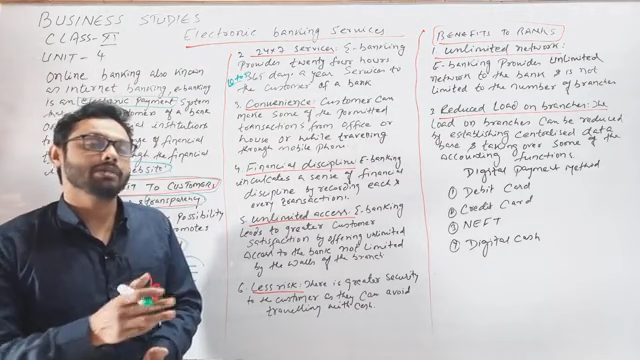 BUSINESS STUDIES
CLASS-XI
UNIT-4
Online banking also known
an internet banking, e-banking
is an electronic payment system
of a bank
institutions
of financial
the financial
website
BENEFIT TO CUSTOMERS
transparency
Possibility
promotes
Electronic banking Services
2. 24x7 Services: E-banking
Provides twenty four hours
365 days a year Services to
the customer of a bank
3. Convenience: Customer can
make some of the permitted
transactions from office or
house or while traveling
through mobile phone.
4. Financial discipline: E-banking
inculcates a sense of financial
discipline by recording each &
every transactions.
5. Unlimited access: E-banking
leads to greater customer
satisfaction by offering unlimited
access to the bank not limited
by the walls of the branch
6. Less risk: There is greater security
to the customer as they can avoid
travelling with cash.
BENEFITS TO BANKS
1. Unlimited network:
E-banking Provides Unlimited
network to the bank & is not
limited to the number of branches
2. Reduced Load on branches: The
Load on branches can be reduced
by establishing centralised data
base & taking over some of the
accounting functions.
Digital Payment Method
① Debit Card
② Credit Card
③ NEFT
④ Digital Cash